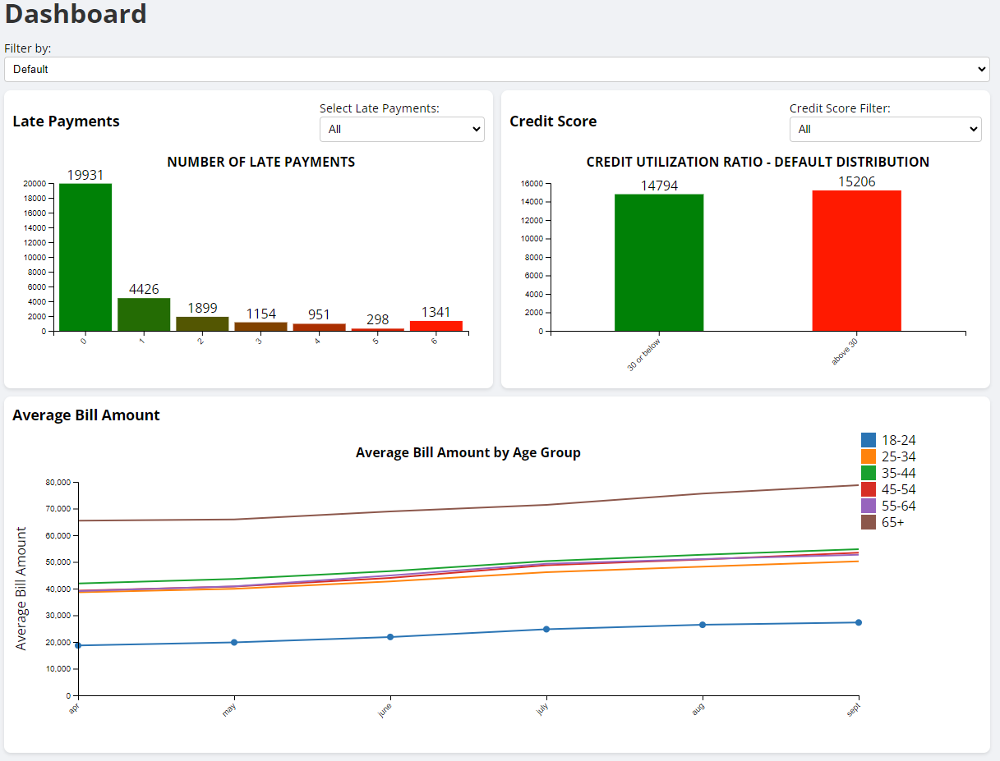 Dashboard
Filter by:
Default
Late Payments
Select Late Payments:
All
NUMBER OF LATE PAYMENTS
20000
18000
16000
14000
12000
10000
8000
6000
4000
2000
0
19931
4426
1899
1154
951
298
1341
0
1
2
3
4
5
6
Credit Score
Credit Score Filter:
All
CREDIT UTILIZATION RATIO - DEFAULT DISTRIBUTION
16000
14000
12000
10000
8000
6000
4000
2000
0
14794
15206
30 or below
above 30
Average Bill Amount
Average Bill Amount by Age Group
18-24
25-34
35-44
45-54
55-64
65+
Average Bill Amount
80,000
70,000
60,000
50,000
40,000
30,000
20,000
10,000
0
apr
may
june
july
aug
sept